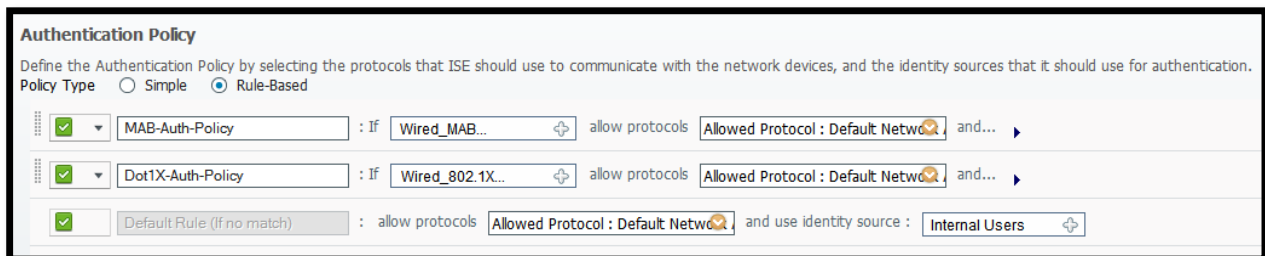 Authentication Policy
Define the Authentication Policy by selecting the protocols that ISE should use to communicate with the network devices, and the identity sources that it should use for authentication.
Policy Type Simple Rule-Based
MAB-Auth-Policy : If Wired_MAB... allow protocols Allowed Protocol : Default Netwo and...
Dot1X-Auth-Policy : If Wired_802.1X... allow protocols Allowed Protocol : Default Netwo and...
Default Rule (If no match) : allow protocols Allowed Protocol : Default Netwo and use identity source : Internal Users